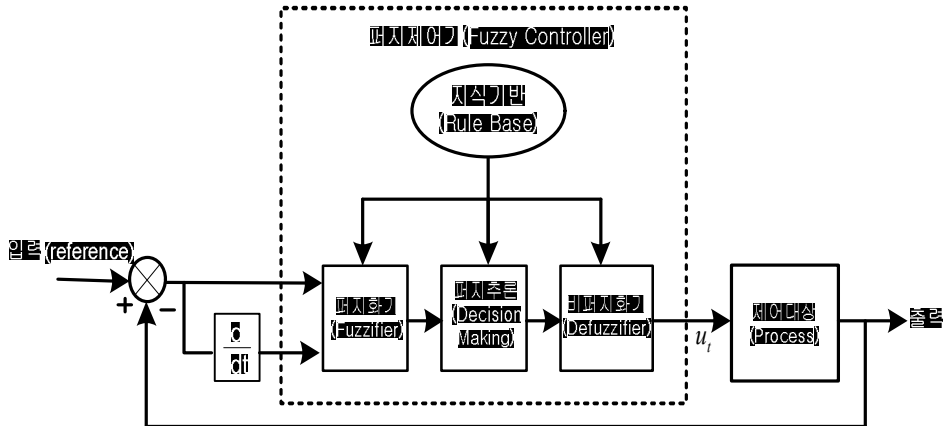 퍼지제어기 (Fuzzy Controller)
지식기반
(Rule Base)
입력 (reference)
+
−
d
dt
퍼지화기
(Fuzzifier)
퍼지추론
(Decision
Making)
비퍼지화기
(Defuzzifier)
u_t
제어대상
(Process)
출력